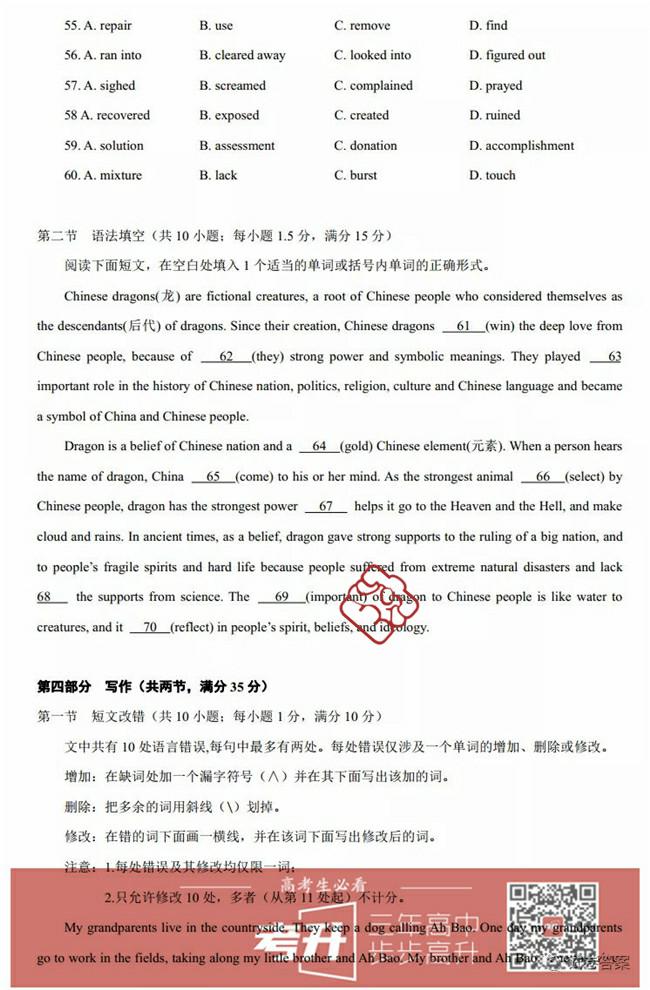 55. A. repair B. use C. remove D. find
56. A. ran into B. cleared away C. looked into D. figured out
57. A. sighed B. screamed C. complained D. prayed
58 A. recovered B. exposed C. created D. ruined
59. A. solution B. assessment C. donation D. accomplishment
60. A. mixture B. lack C. burst D. touch
第二节 语法填空（共 10 小题；每小题 1.5 分，满分 15 分）
阅读下面短文，在空白处填入 1 个适当的单词或括号内单词的正确形式。
Chinese dragons(龙) are fictional creatures, a root of Chinese people who considered themselves as
the descendants(后代) of dragons. Since their creation, Chinese dragons 61 (win) the deep love from
Chinese people, because of 62 (they) strong power and symbolic meanings. They played 63
important role in the history of Chinese nation, politics, religion, culture and Chinese language and became
a symbol of China and Chinese people.
Dragon is a belief of Chinese nation and a 64 (gold) Chinese element(元素). When a person hears
the name of dragon, China 65 (come) to his or her mind. As the strongest animal 66 (select) by
Chinese people, dragon has the strongest power 67 helps it go to the Heaven and the Hell, and make
cloud and rains. In ancient times, as a belief, dragon gave strong supports to the ruling of a big nation, and
to people's fragile spirits and hard life because people suffered from extreme natural disasters and lack
68 the supports from science. The 69 (important) of dragon to Chinese people is like water to
creatures, and it 70 (reflect) in people's spirit, beliefs, and ideology.
第四部分 写作（共两节，满分 35 分）
第一节 短文改错（共 10 小题；每小题 1 分，满分 10 分）
文中共有 10 处语言错误,每句中最多有两处。每处错误仅涉及一个单词的增加、删除或修改。
增加：在缺词处加一个漏字符号（∧）并在其下面写出该加的词。
删除：把多余的词用斜线（\）划掉。
修改：在错的词下面画一横线，并在该词下面写出修改后的词。
注意：1.每处错误及其修改均仅限一词；
高考生必看
2.只允许修改 10 处，多者（从第 11 处起）不计分。
考升 三年高中
步步高升
My grandparents live in the countryside. They keep a dog calling Ah Bao. One day my grandparents
go to work in the fields, taking along my little brother and Ah Bao. My brother and Ah Bao
答案